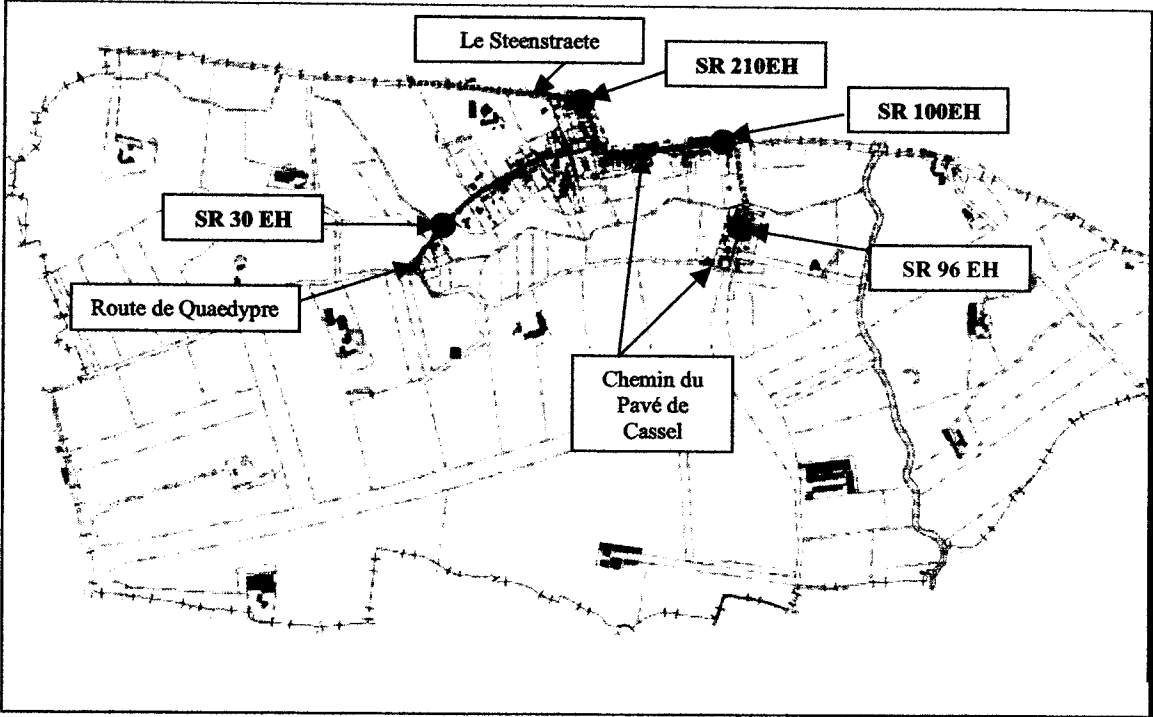 Le Steenstraete
SR 210EH
SR 100EH
SR 30 EH
SR 96 EH
Route de Quaedypre
Chemin du
Pavé de
Cassel